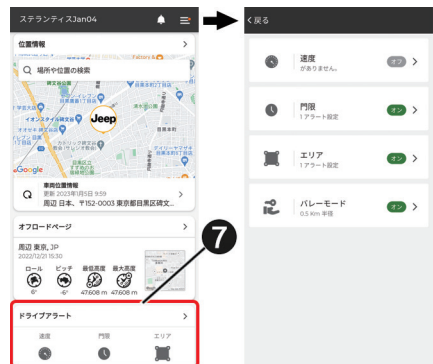 ステランティスJan04
位置情報
場所や位置の検索
Jeep
Google
車両位置情報
更新 2023年1月5日 9:59
周辺 日本、〒152-0003 東京都目黒区碑文...
オフロードページ
周辺 東京, JP
2022/12/21 15:30
ロール ピッチ 最低高度 最大高度
6° -6° 47.608 m 47.608 m
ドライブアラート
速度 門限 エリア
7
戻る
速度
がありません。
オフ
門限
1 アラート設定
オン
エリア
1 アラート設定
オン
バレーモード
0.5 Km 半径
オン